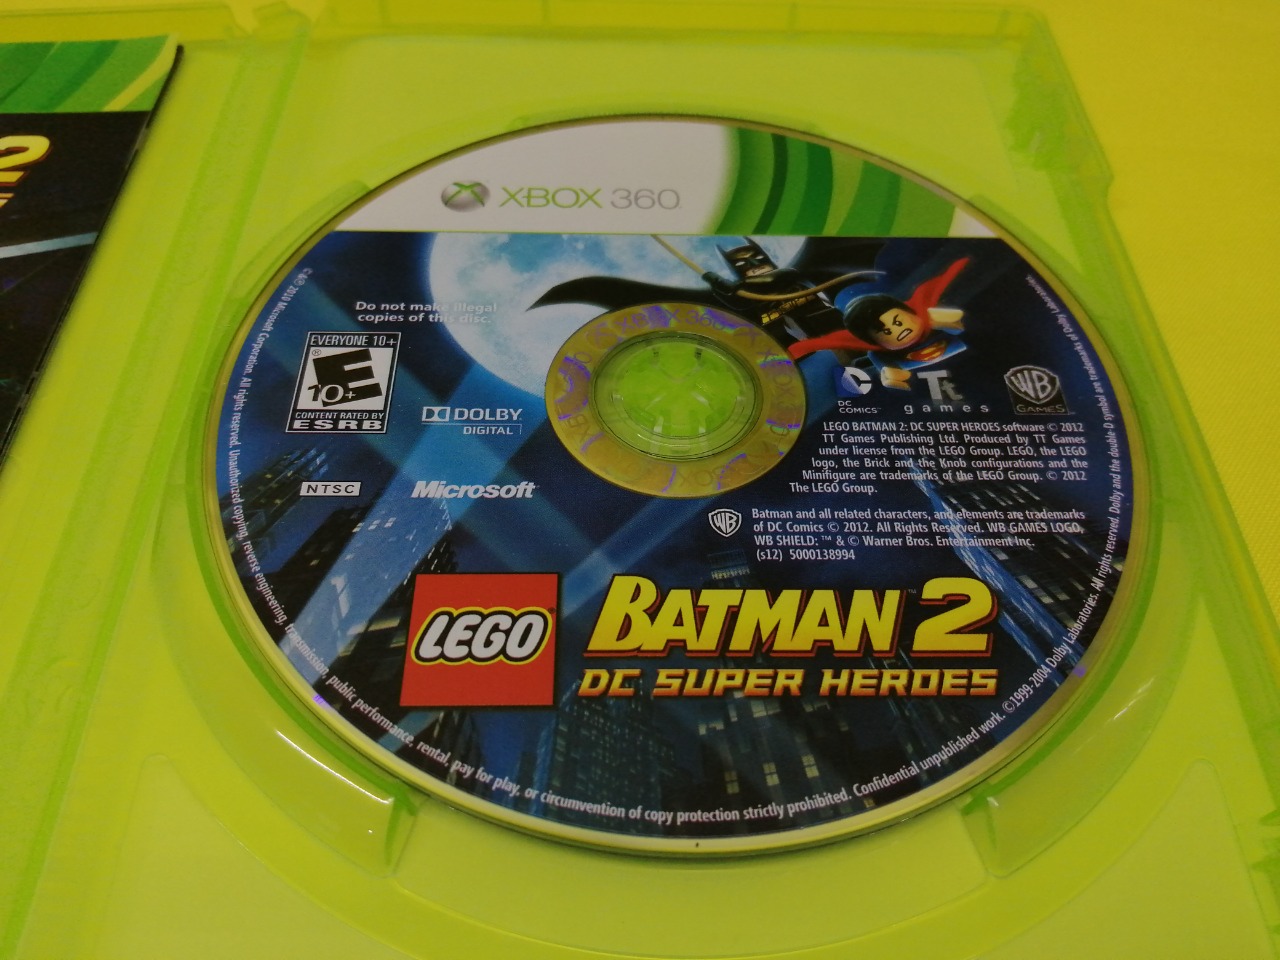 2
XBOX 360
Do not make illegal
copies of this disc.
EVERYONE 10+
E
10+
CONTENT RATED BY
ESRB
DOLBY
DIGITAL
NTSC
Microsoft
DC
COMICS™
Tt
games
WB
GAMES
LEGO BATMAN 2: DC SUPER HEROES software © 2012
TT Games Publishing Ltd. Produced by TT Games
under license from the LEGO Group. LEGO, the LEGO
logo, the Brick and the Knob configurations and the
Minifigure are trademarks of the LEGO Group. © 2012
The LEGO Group.
WB
Batman and all related characters, and elements are trademarks
of DC Comics © 2012. All Rights Reserved. WB GAMES LOGO,
WB SHIELD: ™ & © Warner Bros. Entertainment Inc.
(s12) 5000138994
LEGO
BATMAN™ 2
DC SUPER HEROES
© & ℗ 2010 Microsoft Corporation. All rights reserved. Unauthorized copying, reverse engineering, transmission, public performance, rental, pay for play, or circumvention of copy protection strictly prohibited. Confidential unpublished work. ©1999-2004 Dolby Laboratories. All rights reserved. Dolby and the double-D symbol are trademarks of Dolby Laboratories.
XBOX 360